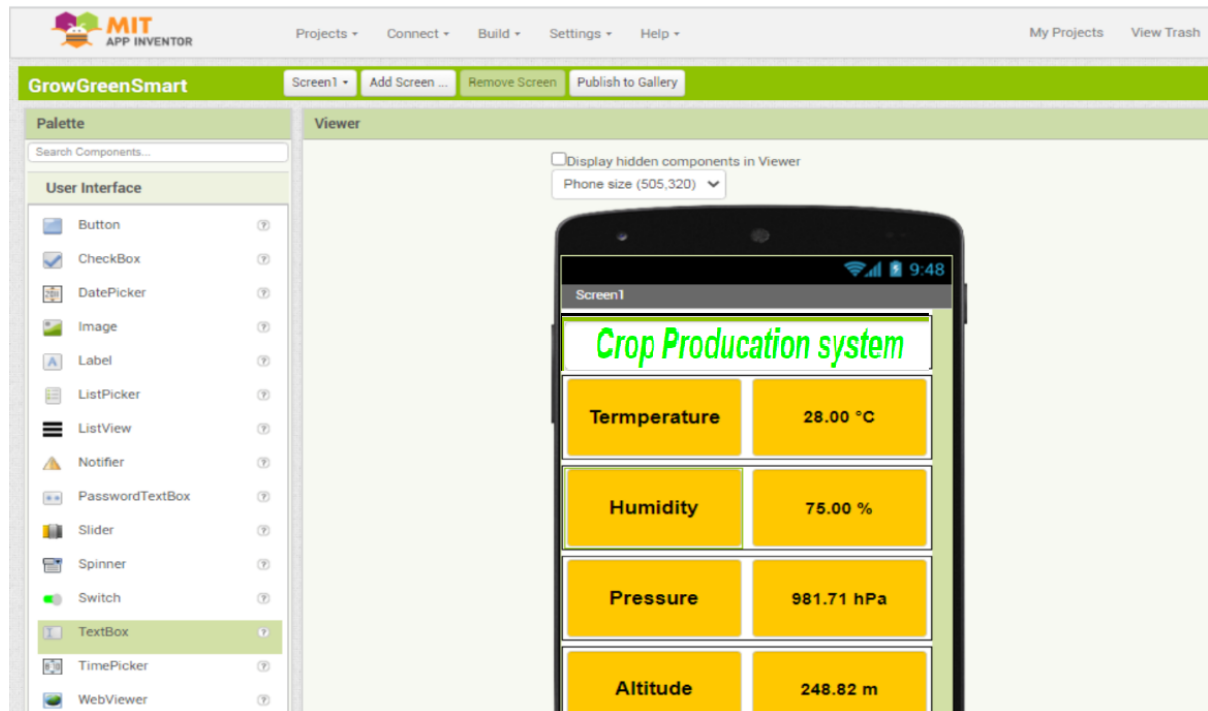 MIT
APP INVENTOR
Projects Connect Build Settings Help My Projects View Trash
GrowGreenSmart Screen1 Add Screen ... Remove Screen Publish to Gallery
Palette
Viewer
Search Components...
Display hidden components in Viewer
User Interface
Phone size (505,320)
Button
CheckBox
DatePicker
Image
Label
ListPicker
ListView
Notifier
PasswordTextBox
Slider
Spinner
Switch
TextBox
TimePicker
WebViewer
9:48
Screen1
Crop Producation system
Termperature 28.00 °C
Humidity 75.00 %
Pressure 981.71 hPa
Altitude 248.82 m